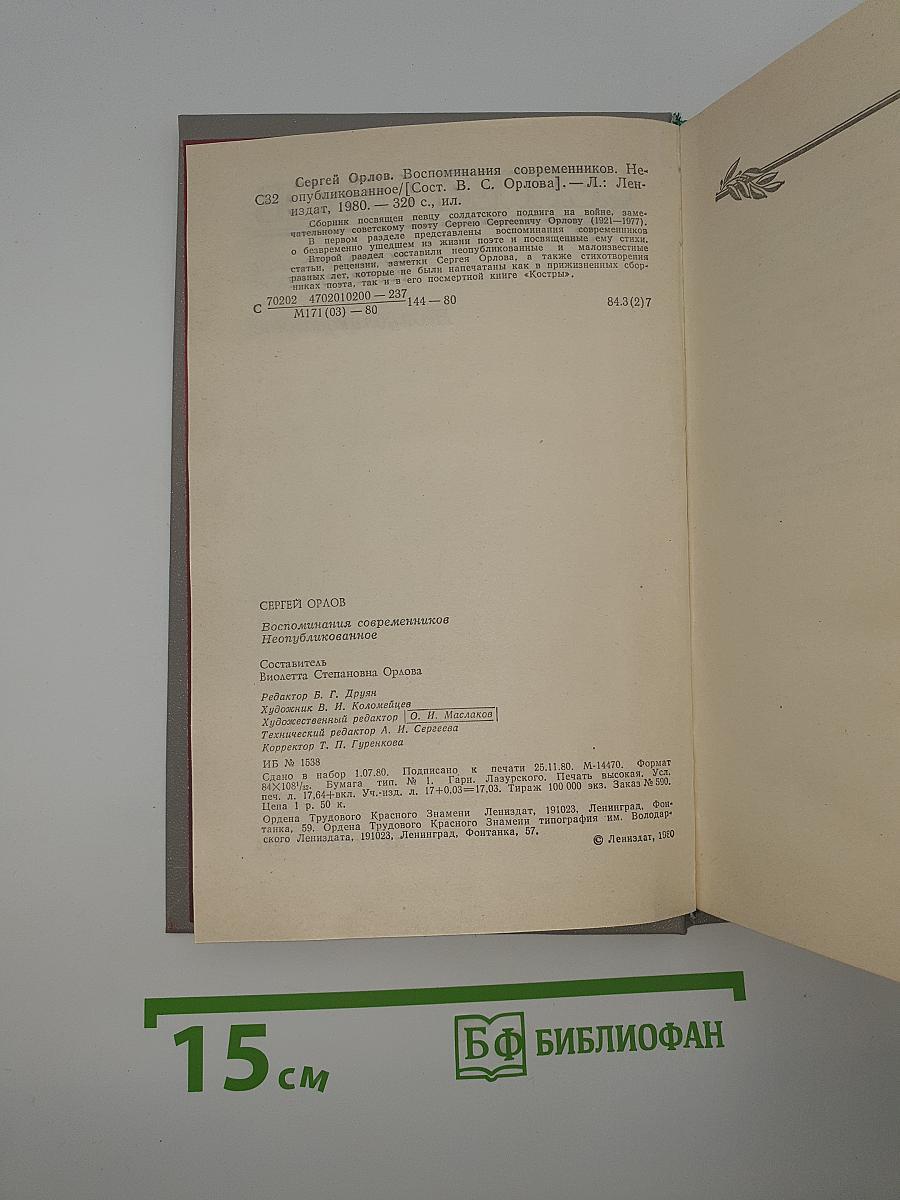 Сергей Орлов. Воспоминания современников. Не-
С32 опубликованное/[Сост. В. С. Орлова]. — Л.: Лен-
издат, 1980. — 320 с., ил.
Сборник посвящен певцу солдатского подвига на войне, заме-
чательному советскому поэту Сергею Сергеевичу Орлову (1921—1977).
В первом разделе представлены воспоминания современников
о безвременно ушедшем из жизни поэте и посвященные ему стихи.
Второй раздел составили неопубликованные и малоизвестные
статьи, рецензии, заметки Сергея Орлова, а также стихотворения
разных лет, которые не были напечатаны как в прижизненных сбор-
никах поэта, так и в его посмертной книге «Костры».
70202 4702010200 — 237
С 144 — 80 84.3(2)7
М171(03) — 80
СЕРГЕЙ ОРЛОВ
Воспоминания современников
Неопубликованное
Составитель
Виолетта Степановна Орлова
Редактор Б. Г. Друян
Художник В. И. Коломейцев
Художественный редактор О. И. Маслаков
Технический редактор А. И. Сергеева
Корректор Т. П. Гуренкова
ИБ № 1538
Сдано в набор 1.07.80. Подписано к печати 25.11.80. М-14470. Формат
84×108¹/₃₂. Бумага тип. № 1. Гарн. Лазурского. Печать высокая. Усл.
печ. л. 17,64+вкл. Уч.-изд. л. 17+0,03=17,03. Тираж 100 000 экз. Заказ № 590.
Цена 1 р. 50 к.
Ордена Трудового Красного Знамени Лениздат, 191023, Ленинград, Фон-
танка, 59. Ордена Трудового Красного Знамени типография им. Володар-
ского Лениздата, 191023, Ленинград, Фонтанка, 57.
© Лениздат, 1980
15 см
БФ БИБЛИОФАН